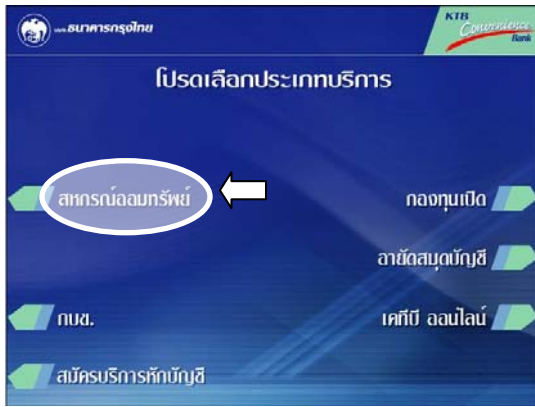 บมจ.ธนาคารกรุงไทย
KTB
Convenience
Bank
โปรดเลือกประเภทบริการ
สหกรณ์ออมทรัพย์
กองทุนเปิด
อายัดสมุดบัญชี
กบข.
เคทีบี ออนไลน์
สมัครบริการหักบัญชี